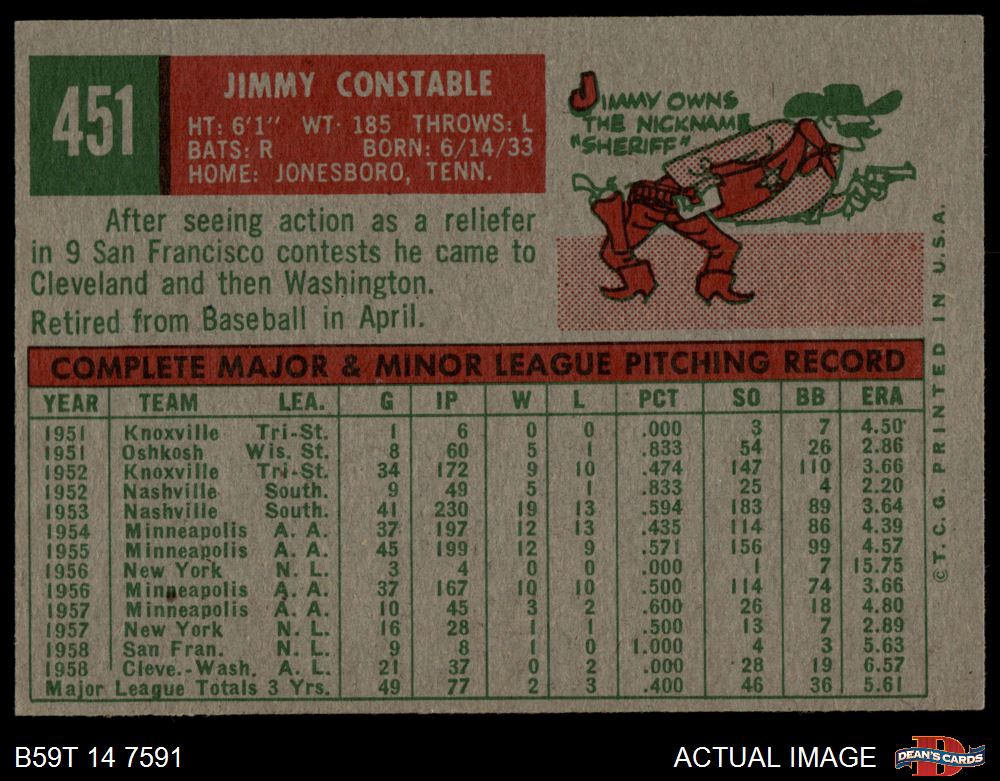 451
JIMMY CONSTABLE
HT: 6'1" WT· 185 THROWS: L
BATS: R BORN: 6/14/33
HOME: JONESBORO, TENN.
JIMMY OWNS
THE NICKNAME
"SHERIFF"
After seeing action as a reliefer
in 9 San Francisco contests he came to
Cleveland and then Washington.
Retired from Baseball in April.
COMPLETE MAJOR & MINOR LEAGUE PITCHING RECORD
YEAR TEAM LEA. G IP W L PCT SO BB ERA
1951 Knoxville Tri-St. 1 6 0 0 .000 3 7 4.50
1951 Oshkosh Wis. St. 8 60 5 1 .833 54 26 2.86
1952 Knoxville Tri-St. 34 172 9 10 .474 147 110 3.66
1952 Nashville South. 9 49 5 1 .833 25 4 2.20
1953 Nashville South. 41 230 19 13 .594 183 89 3.64
1954 Minneapolis A. A. 37 197 12 13 .435 114 86 4.39
1955 Minneapolis A. A. 45 199 12 9 .571 156 99 4.57
1956 New York N. L. 3 4 0 0 .000 1 7 15.75
1956 Minneapolis A. A. 37 167 10 10 .500 114 74 3.66
1957 Minneapolis A. A. 10 45 3 2 .600 26 18 4.80
1957 New York N. L. 16 28 1 1 .500 13 7 2.89
1958 San Fran. N. L. 9 8 1 0 1.000 4 3 5.63
1958 Cleve.-Wash. A. L. 21 37 0 2 .000 28 19 6.57
Major League Totals 3 Yrs. 49 77 2 3 .400 46 36 5.61
©T.C.G. PRINTED IN U.S.A.
B59T 14 7591
ACTUAL IMAGE
D
DEAN'S CARDS